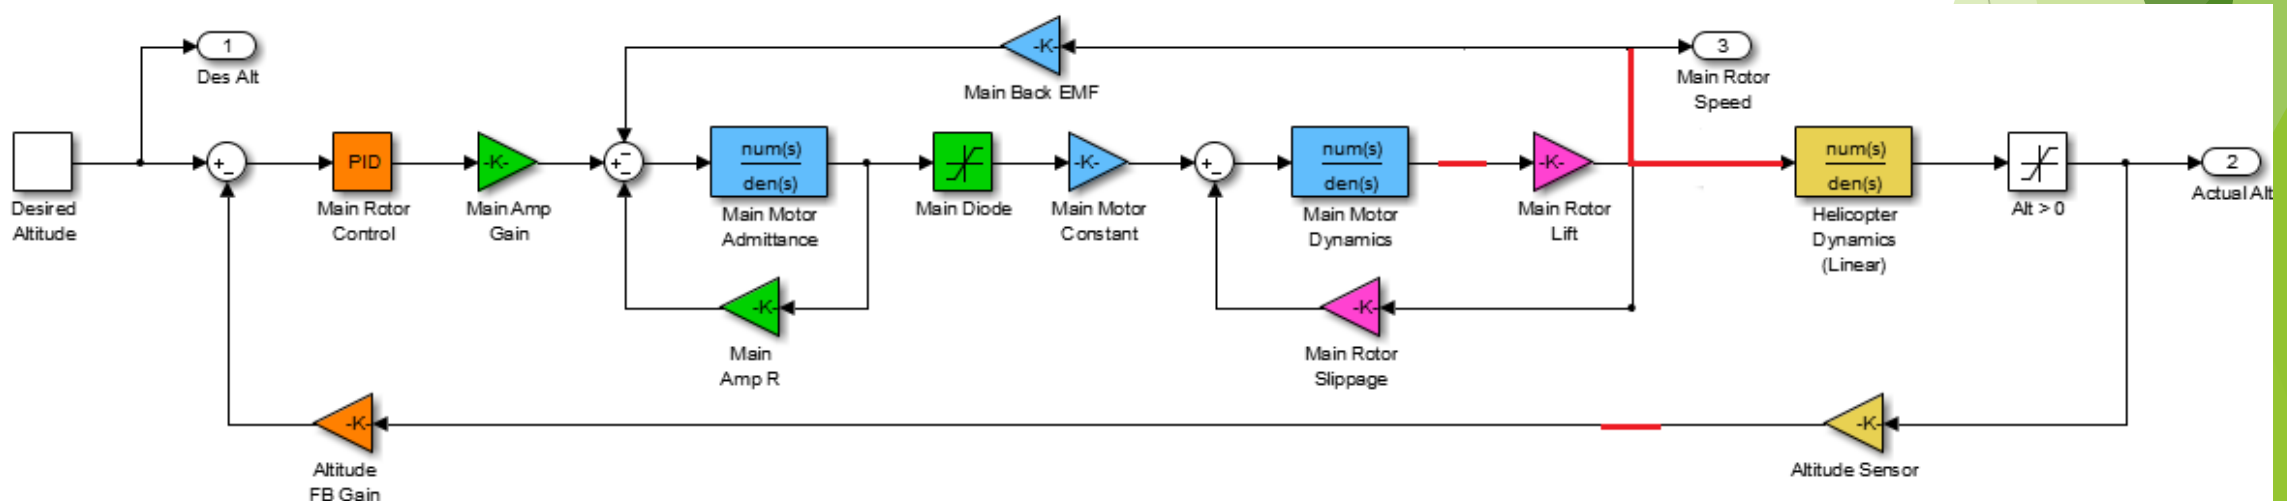 1
Des Alt
-K-
Main Back EMF
3
Main Rotor
Speed
Desired
Altitude
+
−
PID
Main Rotor
Control
-K-
Main Amp
Gain
−
+
−
num(s)
den(s)
Main Motor
Admittance
Main Diode
-K-
Main Motor
Constant
+
−
num(s)
den(s)
Main Motor
Dynamics
-K-
Main Rotor
Lift
num(s)
den(s)
Helicopter
Dynamics
(Linear)
Alt > 0
2
Actual Alt
-K-
Main
Amp R
-K-
Main Rotor
Slippage
-K-
Altitude
FB Gain
-K-
Altitude Sensor